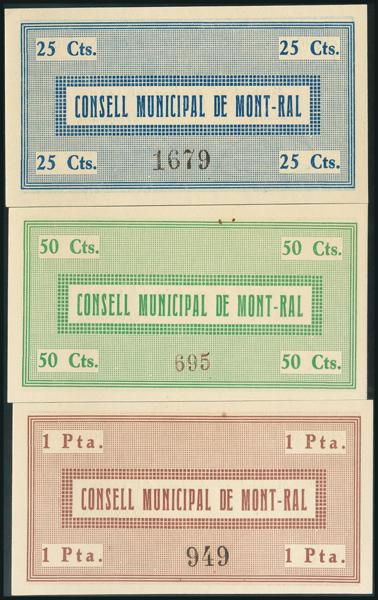 25 Cts. 25 Cts.
CONSELL MUNICIPAL DE MONT-RAL
25 Cts. 1679 25 Cts.
50 Cts. 50 Cts.
CONSELL MUNICIPAL DE MONT-RAL
50 Cts. 695 50 Cts.
1 Pta. 1 Pta.
CONSELL MUNICIPAL DE MONT-RAL
1 Pta. 949 1 Pta.